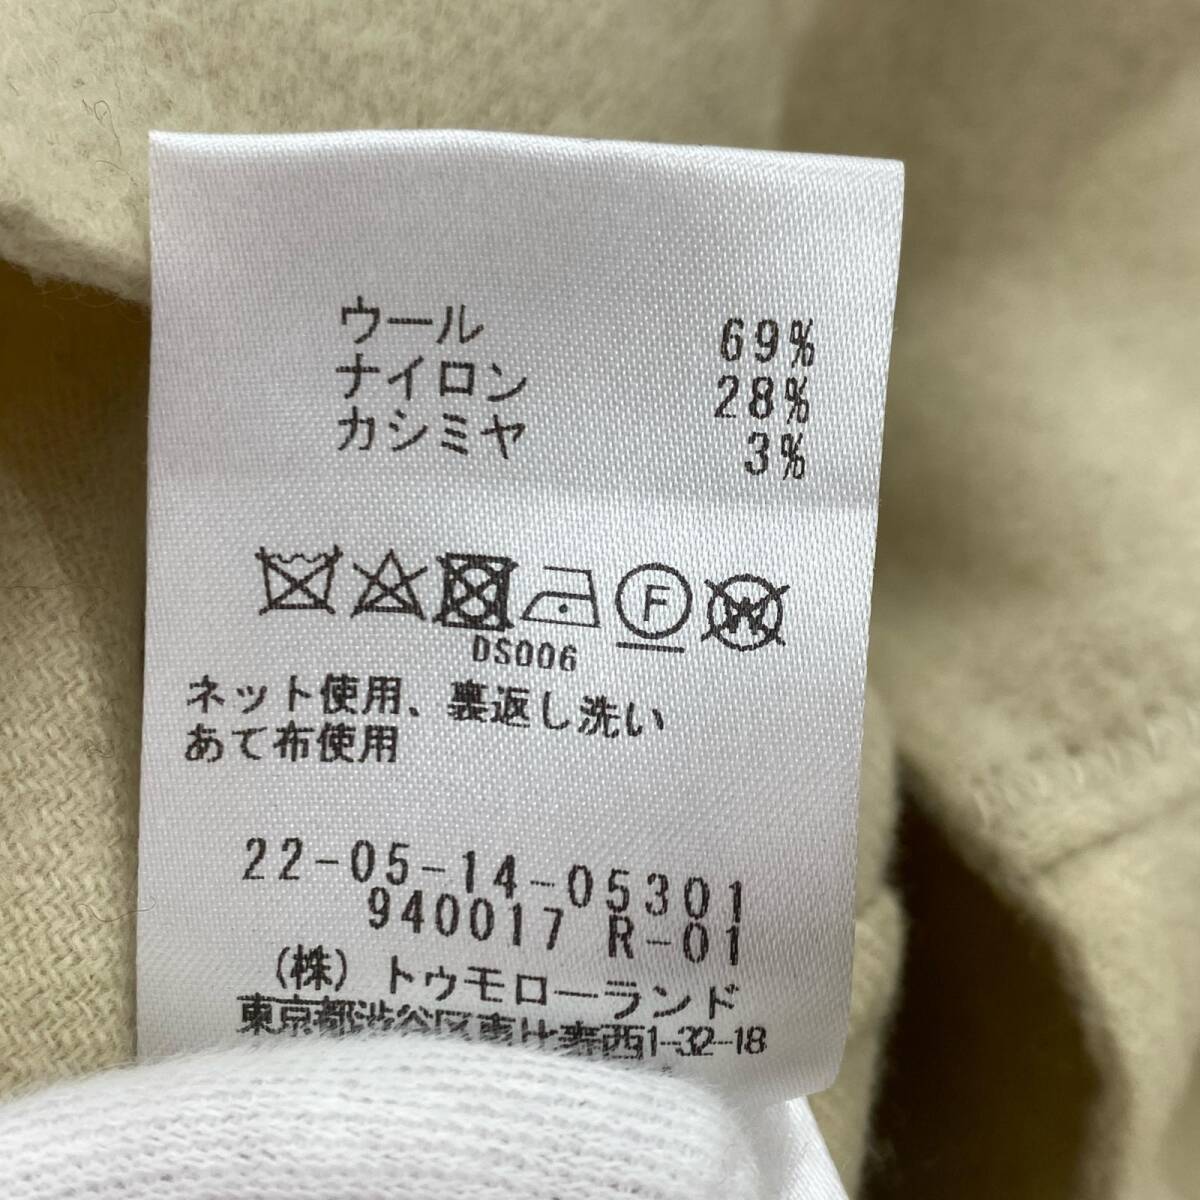 ウール 69%
ナイロン 28%
カシミヤ 3%
F
W
DS006
ネット使用、裏返し洗い
あて布使用
22-05-14-05301
940017 R-01
(株)トゥモローランド
東京都渋谷区恵比寿西1-32-18